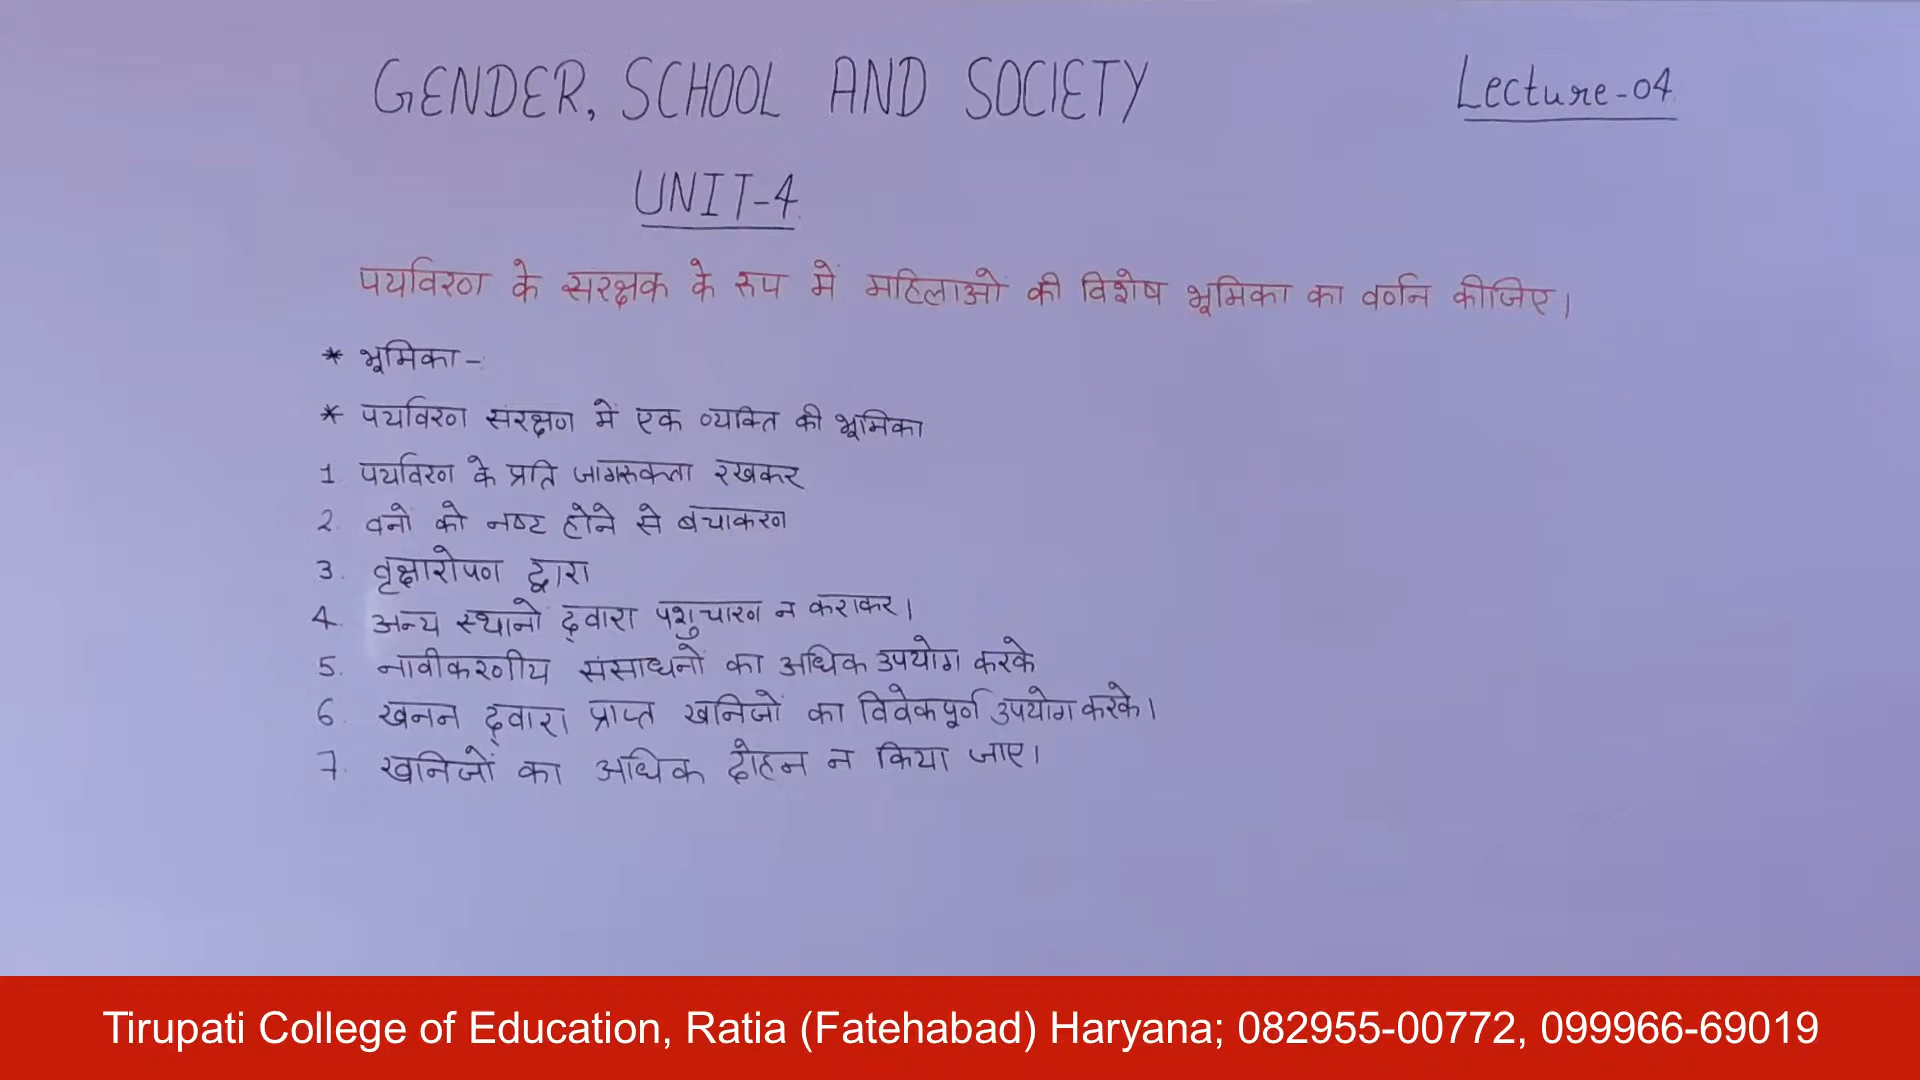 GENDER, SCHOOL AND SOCIETY
Lecture-04
UNIT-4
पर्यावरण के संरक्षक के रूप में महिलाओं की विशेष भूमिका का वर्णन कीजिए।
* भूमिका -:
* पर्यावरण संरक्षण में एक व्यक्ति की भूमिका
1. पर्यावरण के प्रति जागरूकता रखकर
2. वनों को नष्ट होने से बचाकरण
3. वृक्षारोपण द्वारा
4. अन्य स्थानों द्वारा पशुचारण न कराकर।
5. नावीकरणीय संसाधनों का अधिक उपयोग करके
6. खनन द्वारा प्राप्त खनिजों का विवेकपूर्ण उपयोग करके।
7. खनिजों का अधिक दोहन न किया जाए।
Tirupati College of Education, Ratia (Fatehabad) Haryana; 082955-00772, 099966-69019